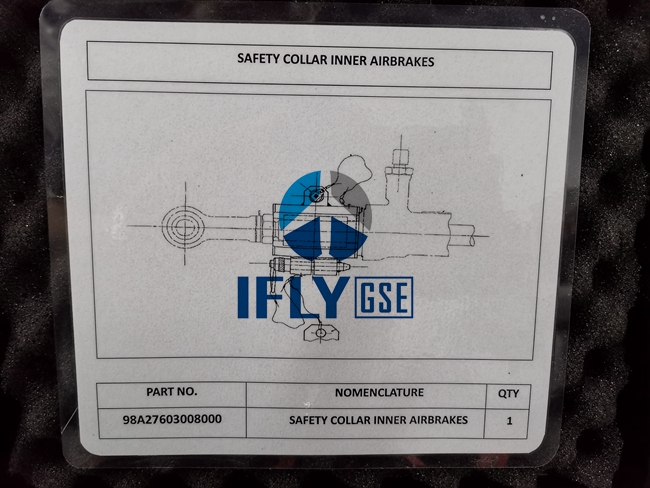 SAFETY COLLAR INNER AIRBRAKES
IFLY GSE
PART NO. NOMENCLATURE QTY
98A27603008000 SAFETY COLLAR INNER AIRBRAKES 1